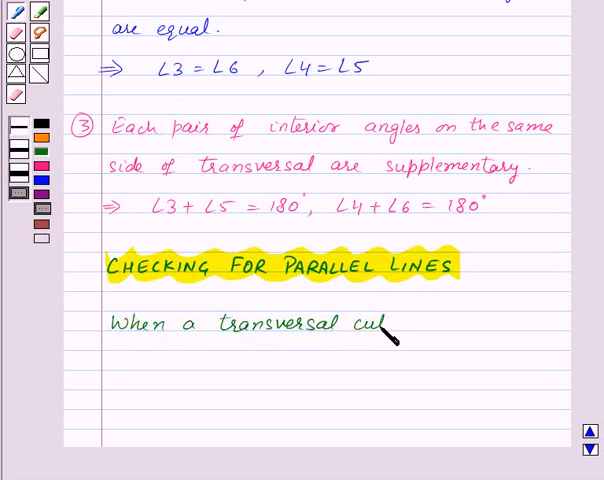 are equal.
⇒ ∠3 = ∠6 , ∠4 = ∠5
③ Each pair of interior angles on the same
side of transversal are supplementary.
⇒ ∠3 + ∠5 = 180°, ∠4 + ∠6 = 180°
CHECKING FOR PARALLEL LINES
When a transversal cut